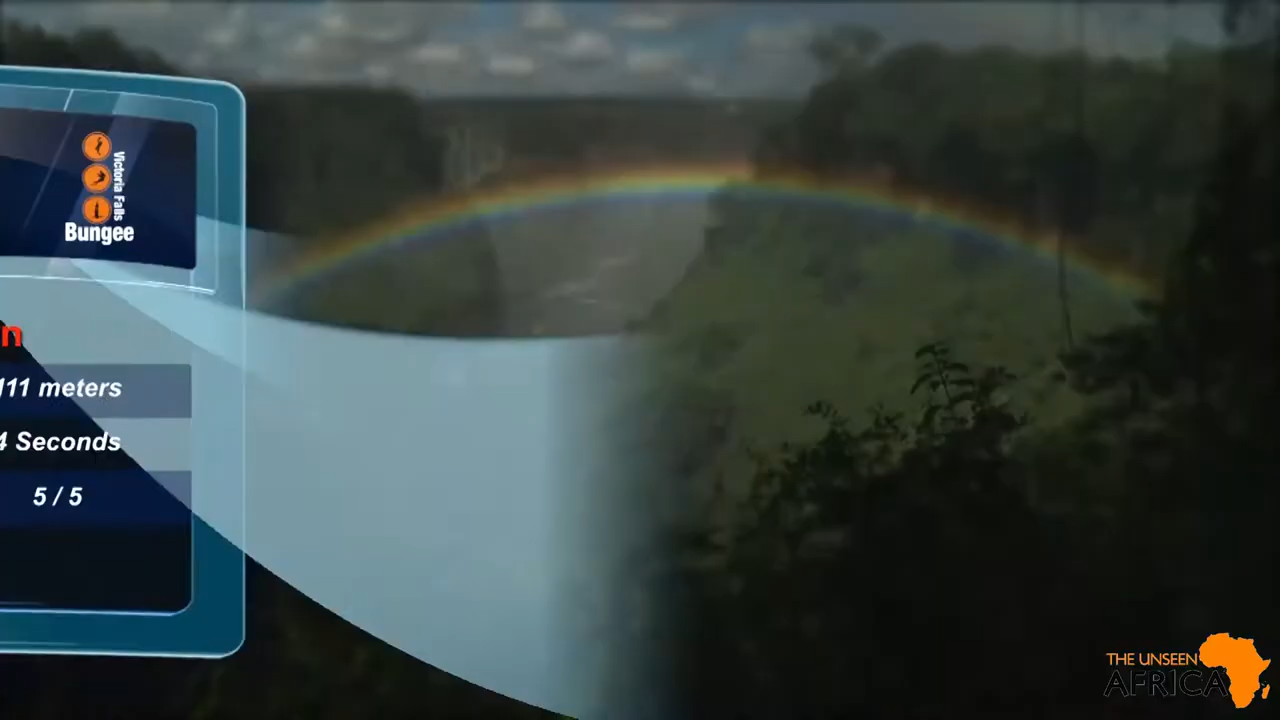 Victoria Falls
Bungee
n
111 meters
4 Seconds
5 / 5
THE UNSEEN
AFRICA